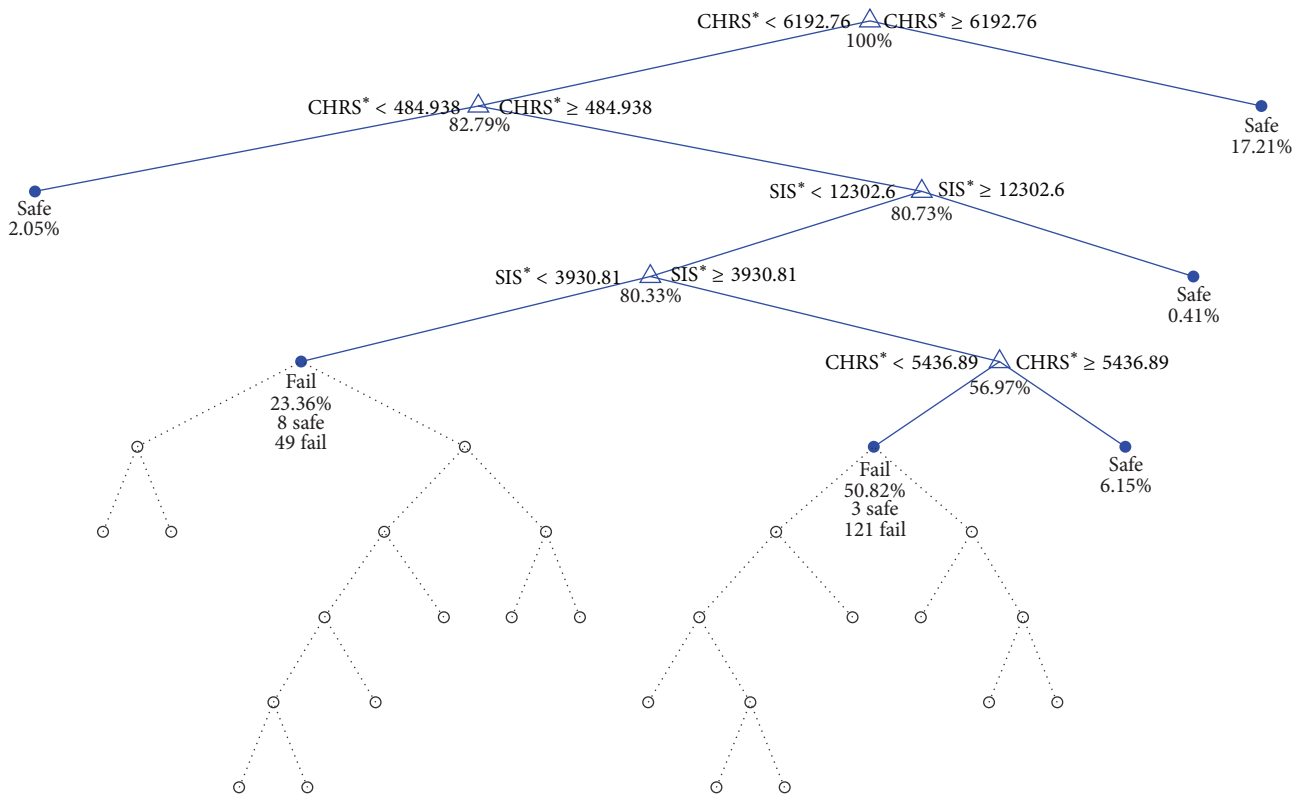 CHRS* < 6192.76 CHRS* ≥ 6192.76
100%
CHRS* < 484.938 CHRS* ≥ 484.938
82.79%
Safe
17.21%
SIS* < 12302.6 SIS* ≥ 12302.6
80.73%
Safe
2.05%
SIS* < 3930.81 SIS* ≥ 3930.81
80.33%
Safe
0.41%
CHRS* < 5436.89 CHRS* ≥ 5436.89
56.97%
Fail
23.36%
8 safe
49 fail
Fail
50.82%
3 safe
121 fail
Safe
6.15%